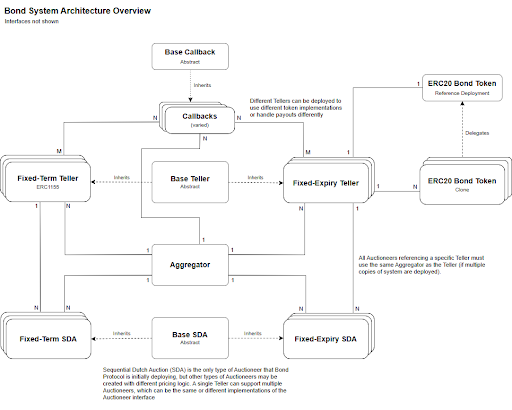 Bond System Architecture Overview
Interfaces not shown
Base Callback
Abstract
Inherits
ERC20 Bond Token
Reference Deployment
1
Different Tellers can be deployed to
use different token implementations
or handle payouts differently
Callbacks
(varied)
N
N
N
Delegates
M
M
1
Fixed-Term Teller
ERC1155
Inherits
Base Teller
Abstract
Inherits
Fixed-Expiry Teller
1
N
ERC20 Bond Token
Clone
1
N
1
N
1
1
1
Aggregator
1
1
All Auctioneers referencing a specific Teller must
use the same Aggregator as the Teller (if multiple
copies of system are deployed).
N
N
N
N
Fixed-Term SDA
Inherits
Base SDA
Abstract
Inherits
Fixed-Expiry SDA
Sequential Dutch Auction (SDA) is the only type of Auctioneer that Bond
Protocol is initially deploying, but other types of Auctioneers may be
created with different pricing logic. A single Teller can support multiple
Auctioneers, which can be the same or different implementations of the
Auctioneer interface